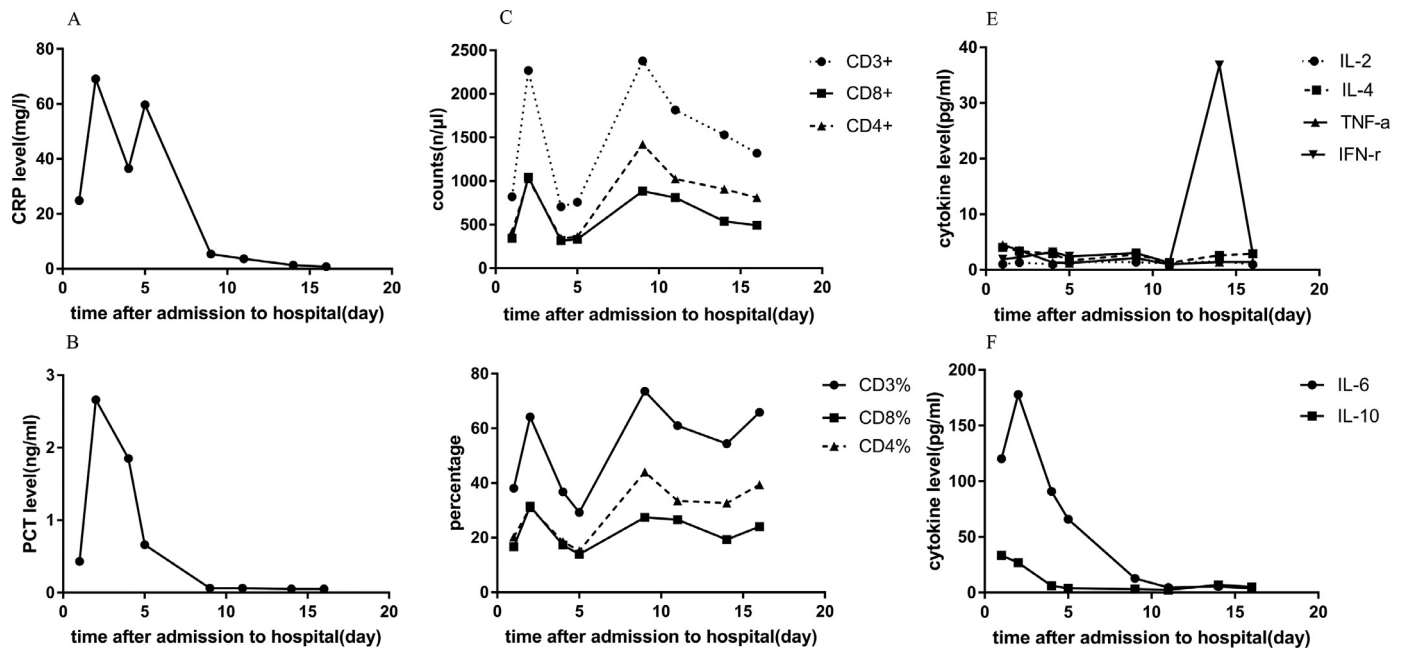 A
CRP level(mg/l)
80
60
40
20
0
0 5 10 15 20
time after admission to hospital(day)
C
counts(n/μl)
2500
2000
1500
1000
500
0
0 5 10 15 20
time after admission to hospital(day)
CD3+
CD8+
CD4+
E
cytokine level(pg/ml)
40
30
20
10
0
0 5 10 15 20
time after admission to hospital(day)
IL-2
IL-4
TNF-a
IFN-r
B
PCT level(ng/ml)
3
2
1
0
0 5 10 15 20
time after admission to hospital(day)
percentage
80
60
40
20
0
0 5 10 15 20
time after admission to hospital(day)
CD3%
CD8%
CD4%
F
cytokine level(pg/ml)
200
150
100
50
0
0 5 10 15 20
time after admission to hospital(day)
IL-6
IL-10